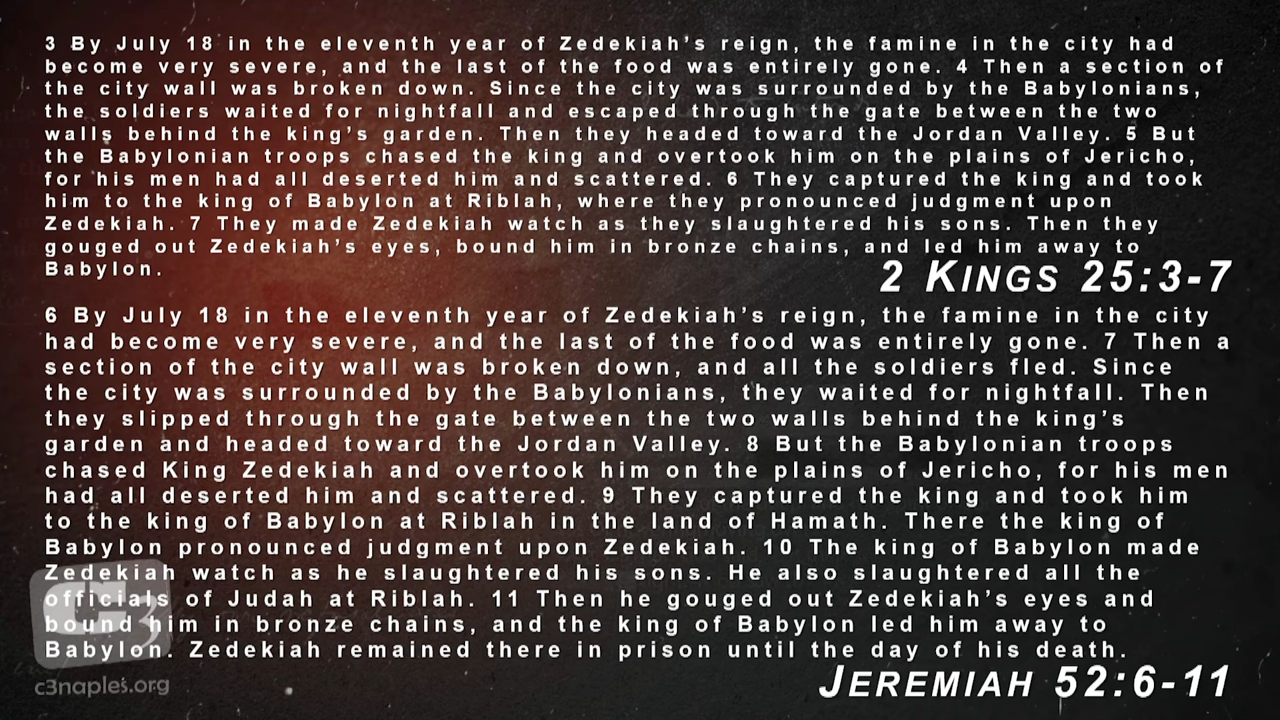 3 By July 18 in the eleventh year of Zedekiah's reign, the famine in the city had
become very severe, and the last of the food was entirely gone. 4 Then a section of
the city wall was broken down. Since the city was surrounded by the Babylonians,
the soldiers waited for nightfall and escaped through the gate between the two
walls behind the king's garden. Then they headed toward the Jordan Valley. 5 But
the Babylonian troops chased the king and overtook him on the plains of Jericho,
for his men had all deserted him and scattered. 6 They captured the king and took
him to the king of Babylon at Riblah, where they pronounced judgment upon
Zedekiah. 7 They made Zedekiah watch as they slaughtered his sons. Then they
gouged out Zedekiah's eyes, bound him in bronze chains, and led him away to
Babylon.
2 KINGS 25:3-7
6 By July 18 in the eleventh year of Zedekiah's reign, the famine in the city
had become very severe, and the last of the food was entirely gone. 7 Then a
section of the city wall was broken down, and all the soldiers fled. Since
the city was surrounded by the Babylonians, they waited for nightfall. Then
they slipped through the gate between the two walls behind the king's
garden and headed toward the Jordan Valley. 8 But the Babylonian troops
chased King Zedekiah and overtook him on the plains of Jericho, for his men
had all deserted him and scattered. 9 They captured the king and took him
to the king of Babylon at Riblah in the land of Hamath. There the king of
Babylon pronounced judgment upon Zedekiah. 10 The king of Babylon made
Zedekiah watch as he slaughtered his sons. He also slaughtered all the
officials of Judah at Riblah. 11 Then he gouged out Zedekiah's eyes and
bound him in bronze chains, and the king of Babylon led him away to
Babylon. Zedekiah remained there in prison until the day of his death.
JEREMIAH 52:6-11
C3
c3naples.org